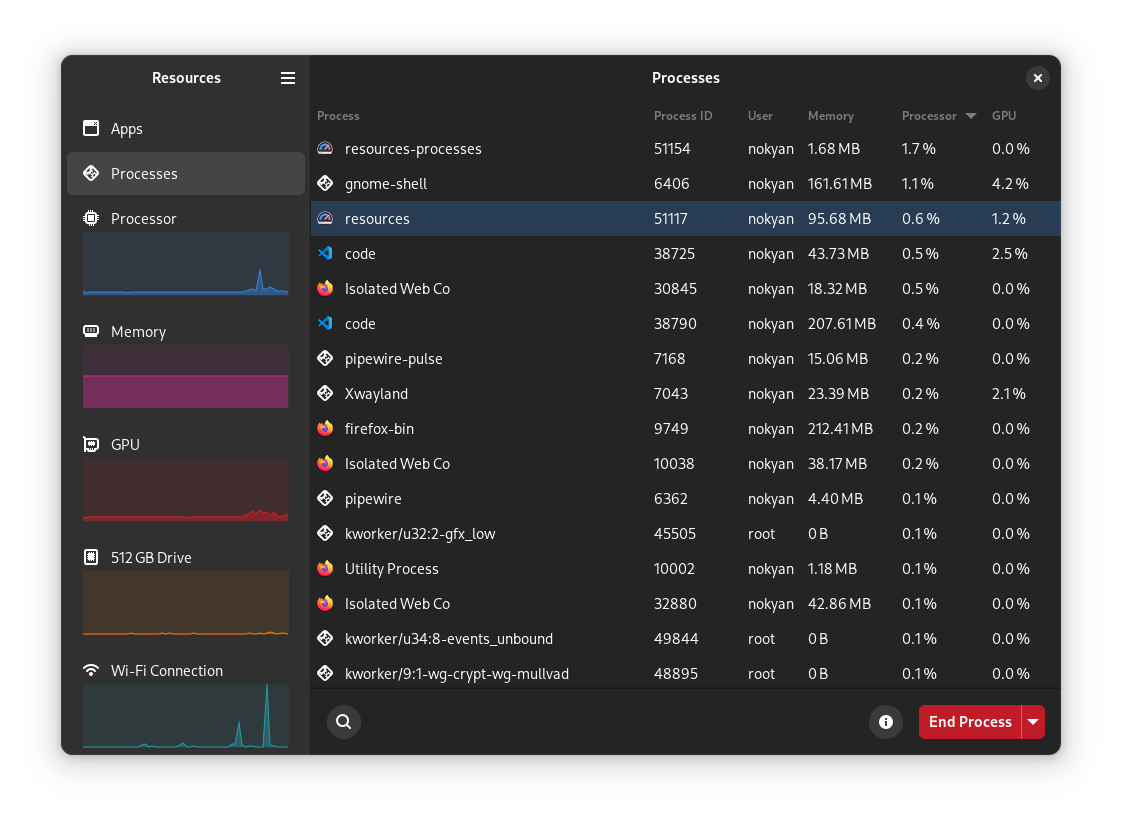 Resources
Apps
Processes
Processor
Memory
GPU
512 GB Drive
Wi-Fi Connection
Processes
Process Process ID User Memory Processor GPU
resources-processes 51154 nokyan 1.68 MB 1.7 % 0.0 %
gnome-shell 6406 nokyan 161.61 MB 1.1 % 4.2 %
resources 51117 nokyan 95.68 MB 0.6 % 1.2 %
code 38725 nokyan 43.73 MB 0.5 % 2.5 %
Isolated Web Co 30845 nokyan 18.32 MB 0.5 % 0.0 %
code 38790 nokyan 207.61 MB 0.4 % 0.0 %
pipewire-pulse 7168 nokyan 15.06 MB 0.2 % 0.0 %
Xwayland 7043 nokyan 23.39 MB 0.2 % 2.1 %
firefox-bin 9749 nokyan 212.41 MB 0.2 % 0.0 %
Isolated Web Co 10038 nokyan 38.17 MB 0.2 % 0.0 %
pipewire 6362 nokyan 4.40 MB 0.1 % 0.0 %
kworker/u32:2-gfx_low 45505 root 0 B 0.1 % 0.0 %
Utility Process 10002 nokyan 1.18 MB 0.1 % 0.0 %
Isolated Web Co 32880 nokyan 42.86 MB 0.1 % 0.0 %
kworker/u34:8-events_unbound 49844 root 0 B 0.1 % 0.0 %
kworker/9:1-wg-crypt-wg-mullvad 48895 root 0 B 0.1 % 0.0 %
End Process